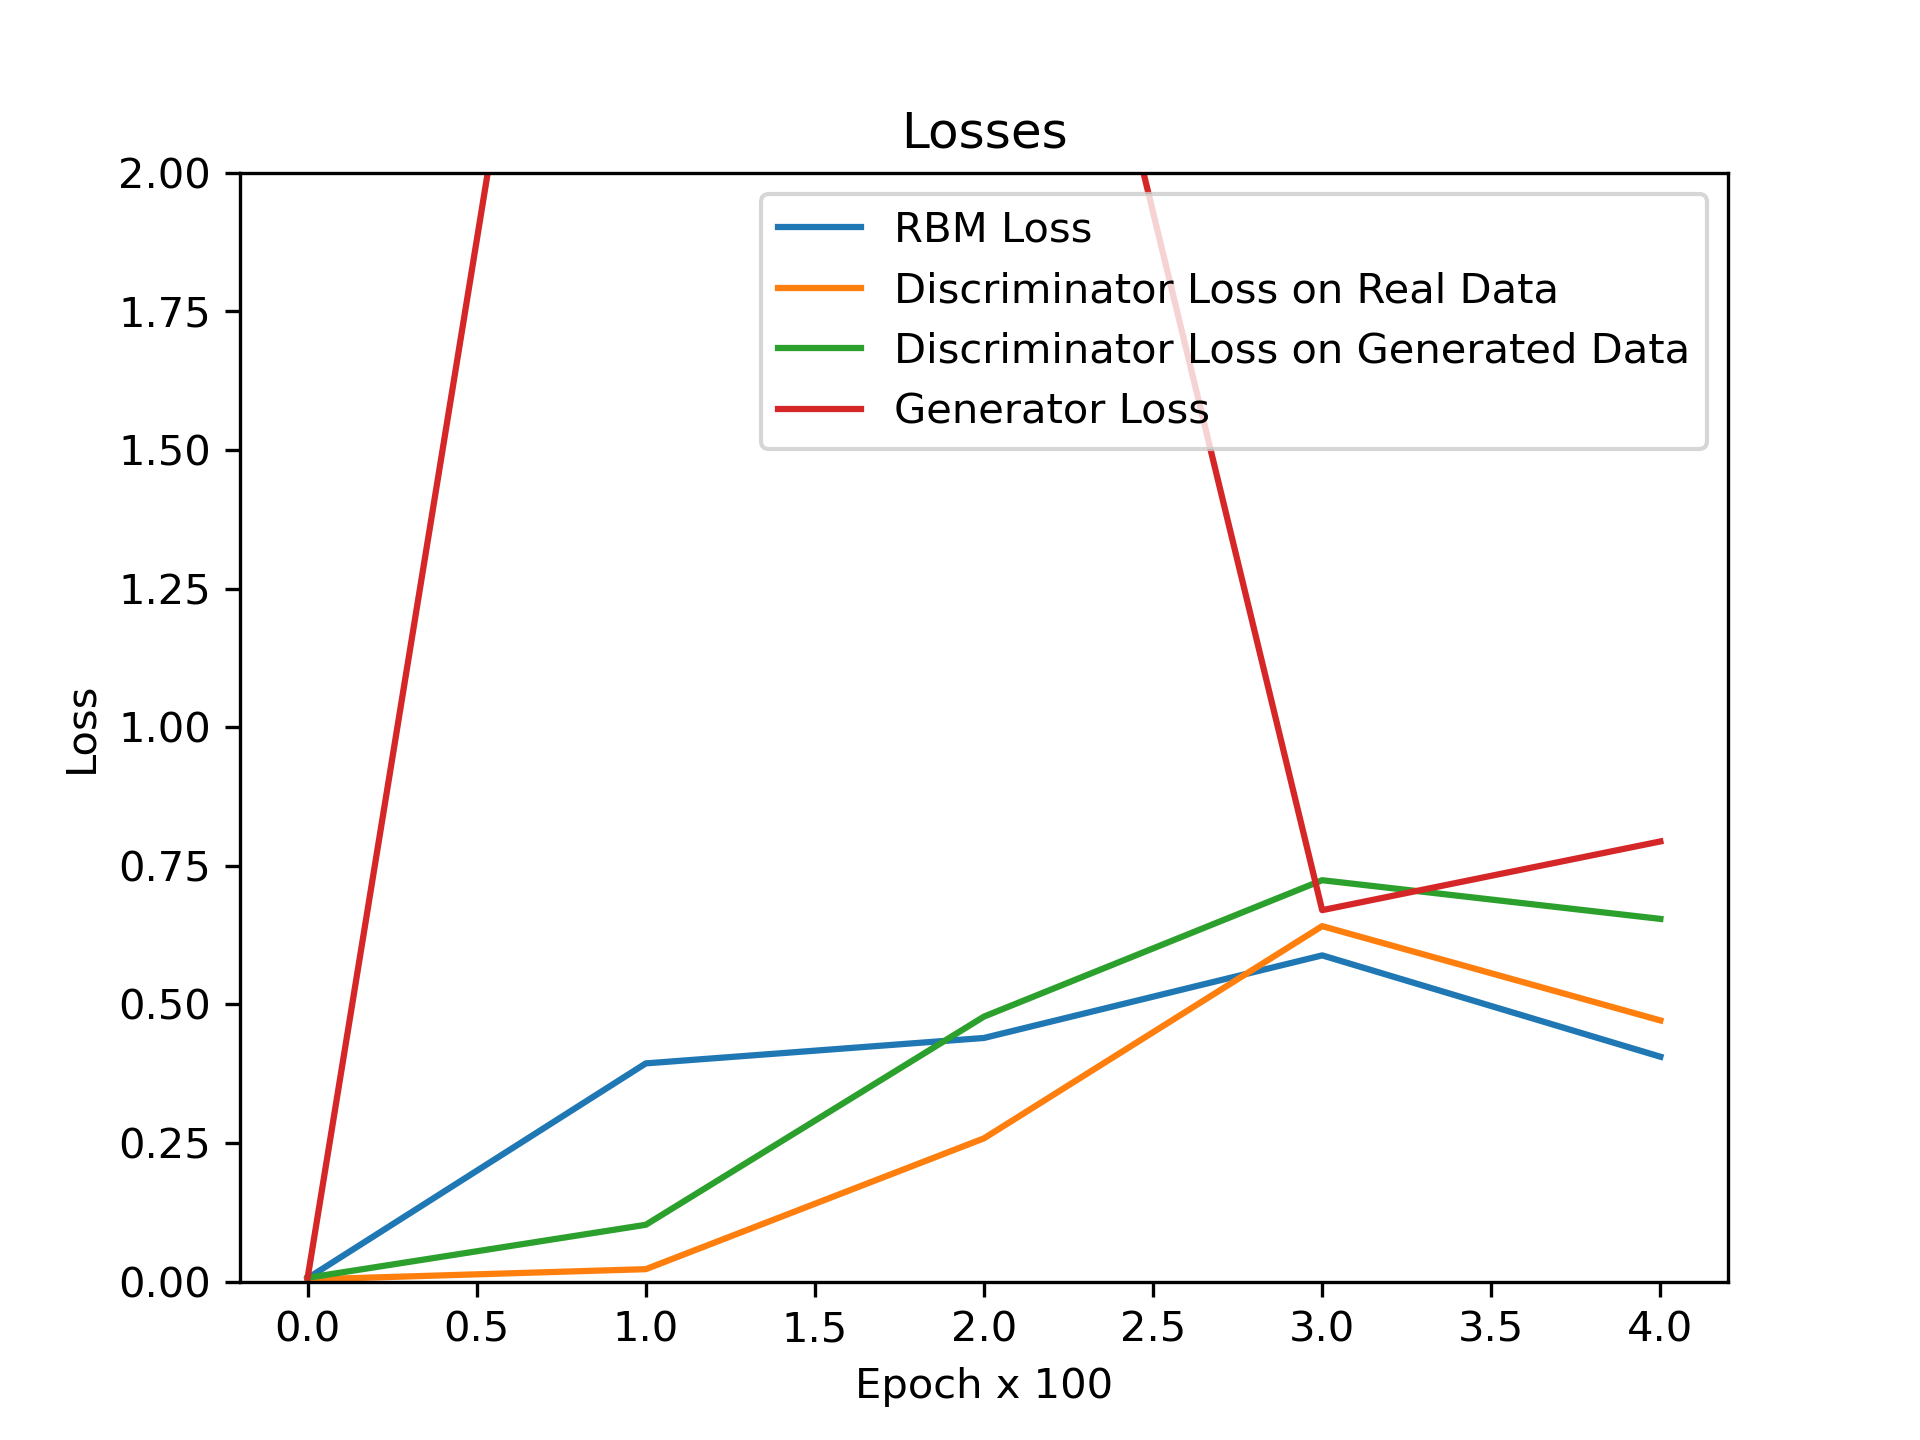 Losses
2.00
1.75
1.50
1.25
1.00
0.75
0.50
0.25
0.00
Loss
RBM Loss
Discriminator Loss on Real Data
Discriminator Loss on Generated Data
Generator Loss
0.0 0.5 1.0 1.5 2.0 2.5 3.0 3.5 4.0
Epoch x 100